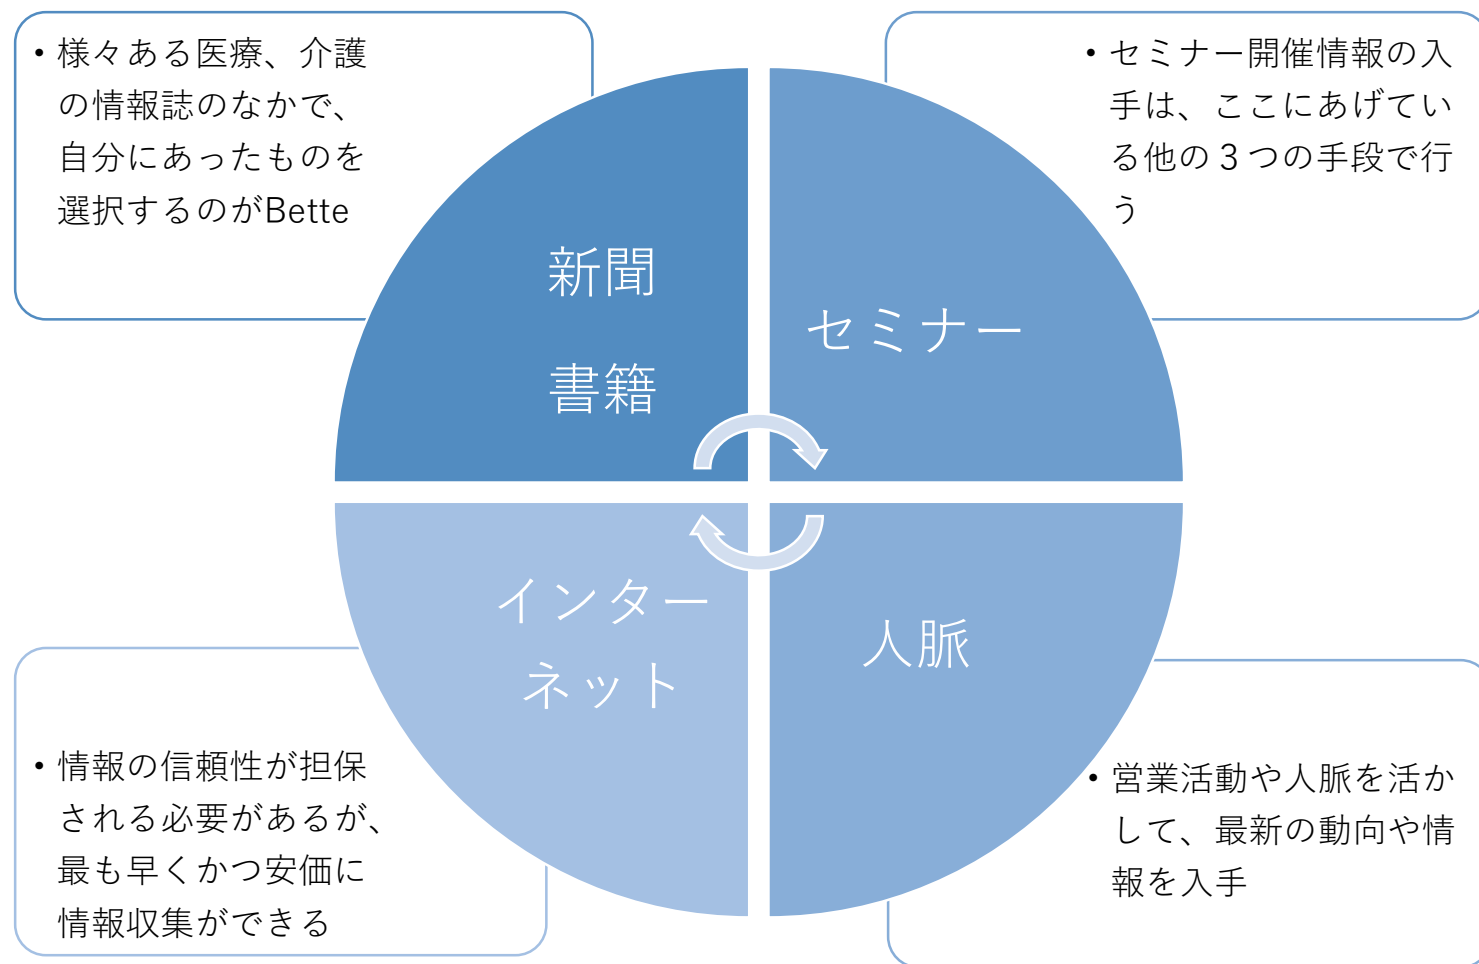 ・様々ある医療、介護
の情報誌のなかで、
自分にあったものを
選択するのがBette
・セミナー開催情報の入
手は、ここにあげてい
る他の３つの手段で行
う
新聞
書籍
セミナー
インター
ネット
人脈
・情報の信頼性が担保
される必要があるが、
最も早くかつ安価に
情報収集ができる
・営業活動や人脈を活か
して、最新の動向や情
報を入手